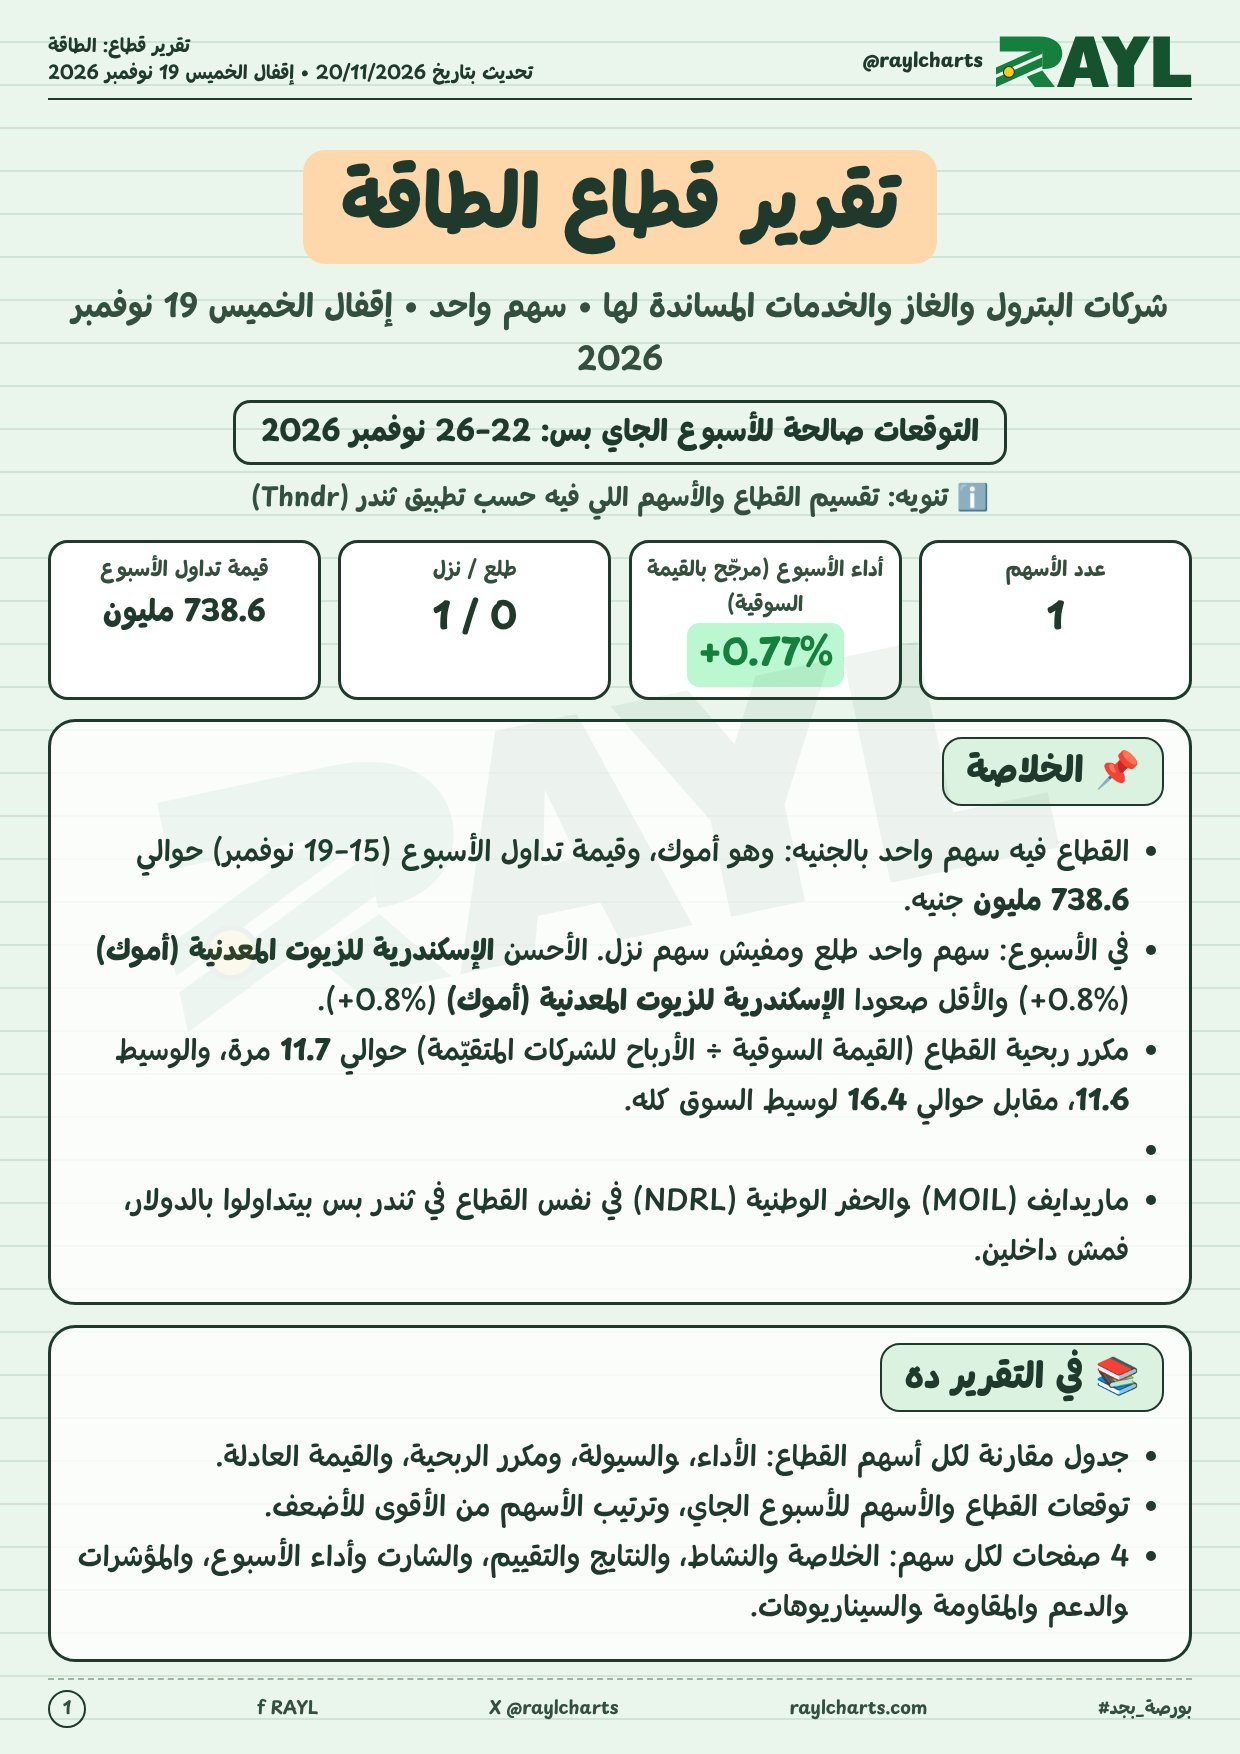 RAYL
@raylcharts
تقرير قطاع: الطاقة
تحديث بتاريخ 20/11/2026 • إقفال الخميس 19 نوفمبر 2026
تقرير قطاع الطاقة
شركات البترول والغاز والخدمات المساندة لها • سهم واحد • إقفال الخميس 19 نوفمبر
2026
التوقعات صالحة للأسبوع الجاي بس: 22–26 نوفمبر 2026
ℹ️ تنويه: تقسيم القطاع والأسهم اللي فيه حسب تطبيق ثندر (Thndr)
عدد الأسهم
1
أداء الأسبوع (مرجّح بالقيمة
السوقية)
+0.77%
طلع / نزل
1 / 0
قيمة تداول الأسبوع
738.6 مليون
📌 الخلاصة
• القطاع فيه سهم واحد بالجنيه: وهو أموك، وقيمة تداول الأسبوع (15–19 نوفمبر) حوالي
738.6 مليون جنيه.
• في الأسبوع: سهم واحد طلع ومفيش سهم نزل. الأحسن الإسكندرية للزيوت المعدنية (أموك)
(+0.8%) والأقل صعودا الإسكندرية للزيوت المعدنية (أموك) (+0.8%).
• مكرر ربحية القطاع (القيمة السوقية ÷ الأرباح للشركات المتقيّمة) حوالي 11.7 مرة، والوسيط
11.6، مقابل حوالي 16.4 لوسيط السوق كله.
•
• ماريدايف (MOIL) والحفر الوطنية (NDRL) في نفس القطاع في ثندر بس بيتداولوا بالدولار،
فمش داخلين.
📚 في التقرير دة
• جدول مقارنة لكل أسهم القطاع: الأداء، والسيولة، ومكرر الربحية، والقيمة العادلة.
• توقعات القطاع والأسهم للأسبوع الجاي، وترتيب الأسهم من الأقوى للأضعف.
• 4 صفحات لكل سهم: الخلاصة والنشاط، والنتايج والتقييم، والشارت وأداء الأسبوع، والمؤشرات
والدعم والمقاومة والسيناريوهات.
#بورصة_بجد
raylcharts.com
X @raylcharts
f RAYL
1